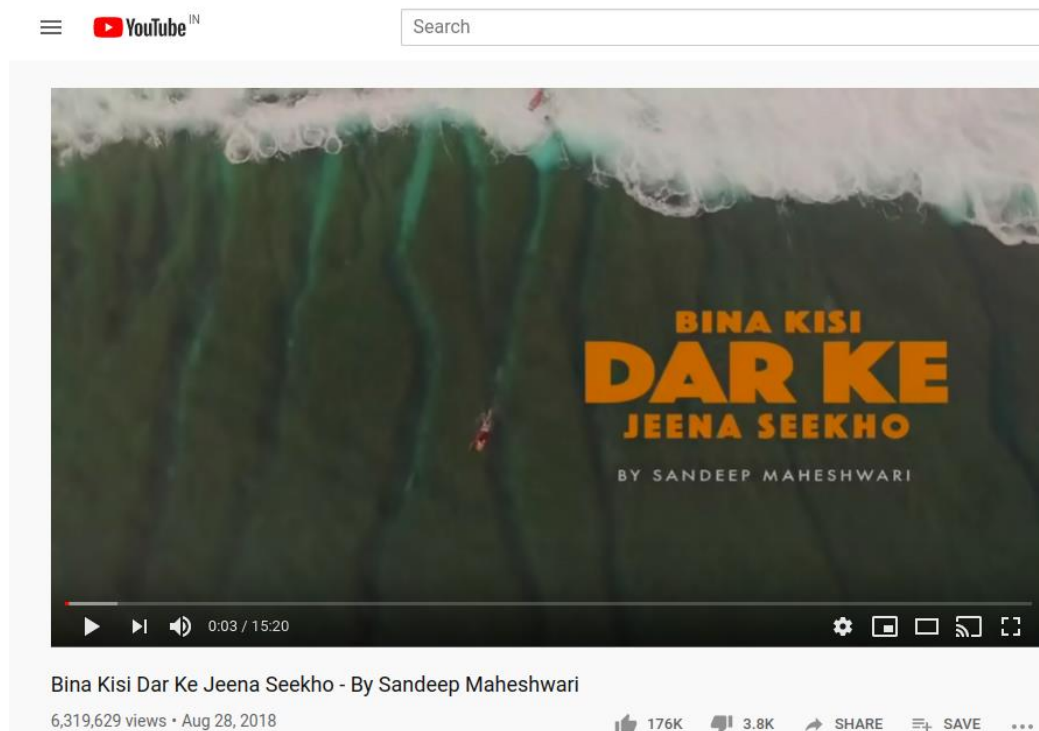 YouTube IN
Search
BINA KISI
DAR KE
JEENA SEEKHO
BY SANDEEP MAHESHWARI
0:03 / 15:20
Bina Kisi Dar Ke Jeena Seekho - By Sandeep Maheshwari
6,319,629 views • Aug 28, 2018
176K 3.8K SHARE SAVE